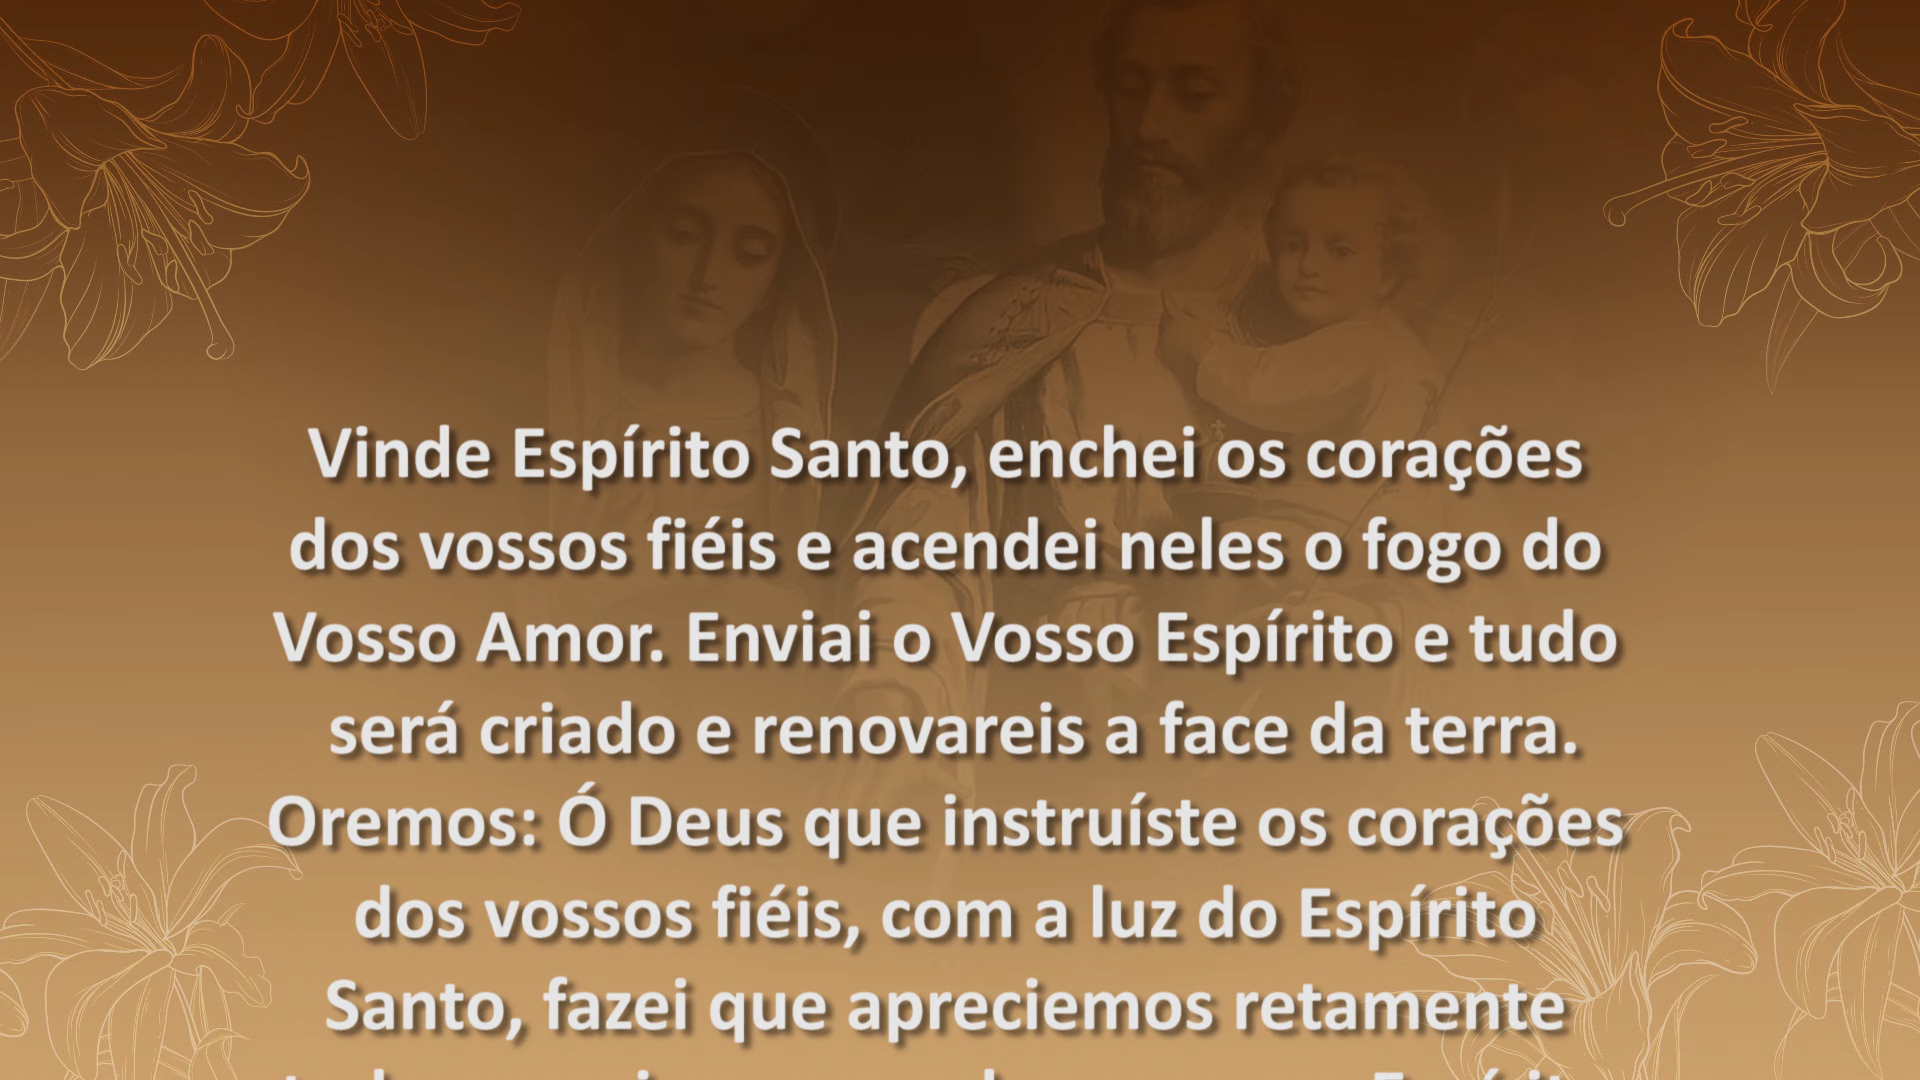 Vinde Espírito Santo, enchei os corações
dos vossos fiéis e acendei neles o fogo do
Vosso Amor. Enviai o Vosso Espírito e tudo
será criado e renovareis a face da terra.
Oremos: Ó Deus que instruíste os corações
dos vossos fiéis, com a luz do Espírito
Santo, fazei que apreciemos retamente